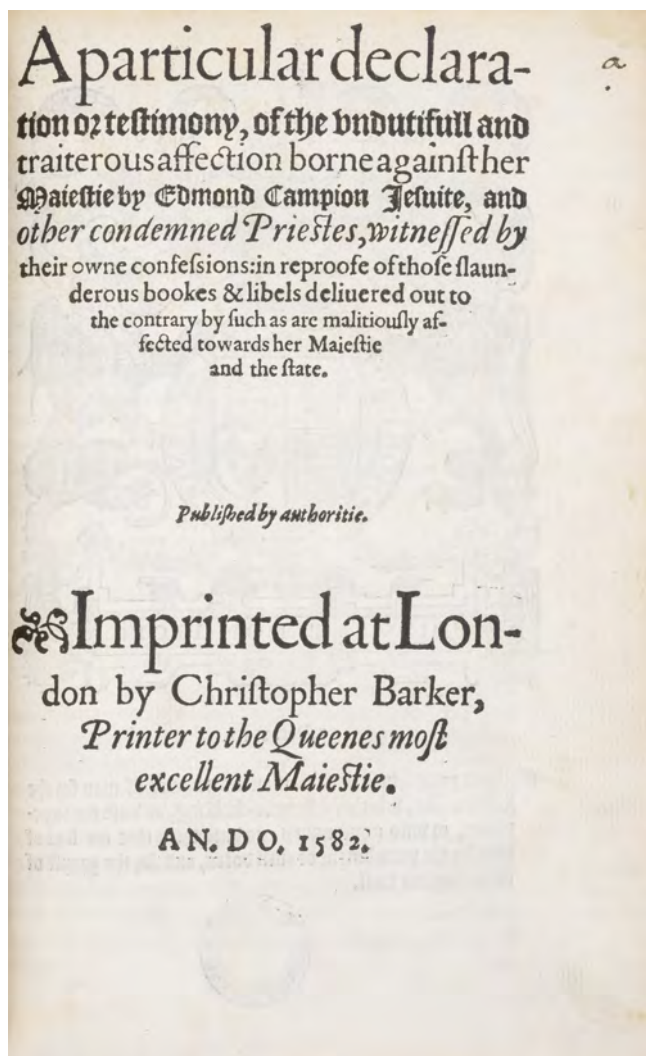 A particular declara-
tion or teſtimony, of the vndutifull and
traiterous affection borne againſt her
Maieſtie by Edmond Campion Jeſuite, and
other condemned Prieſtes, witneſſed by
their owne confeſsions: in reproofe of thoſe ſlaun-
derous bookes & libels deliuered out to
the contrary by ſuch as are malitiouſly af-
fected towards her Maieſtie
and the ſtate.
Publiſhed by authoritie.
Imprinted at Lon-
don by Chriſtopher Barker,
Printer to the Queenes moſt
excellent Maieſtie.
AN. DO. 1582.
a